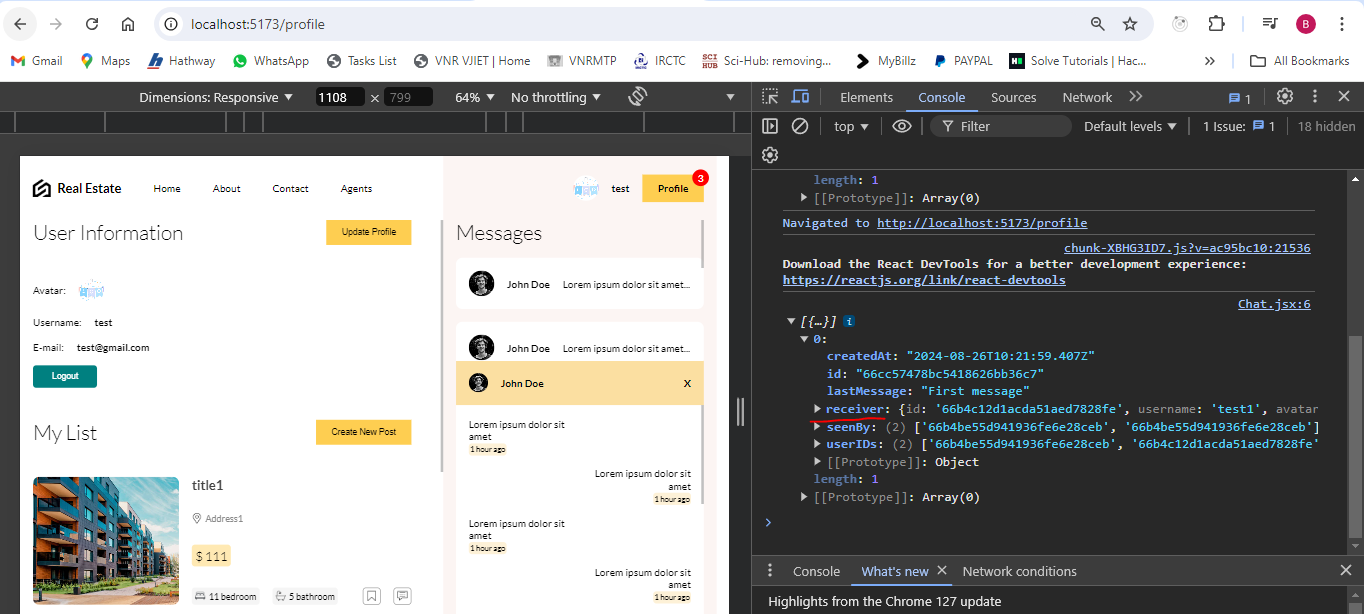 localhost:5173/profile
B
Gmail Maps Hathway WhatsApp Tasks List VNR VJIET | Home VNRMTP IRCTC SCI HUB Sci-Hub: removing... MyBillz PAYPAL Solve Tutorials | Hac... » All Bookmarks
Dimensions: Responsive 1108 × 799 64% No throttling
Real Estate Home About Contact Agents test Profile 3
User Information Update Profile
Avatar:
Username: test
E-mail: test@gmail.com
Logout
My List Create New Post
title1
Address1
$ 111
11 bedroom 5 bathroom
Messages
John Doe Lorem ipsum dolor sit amet...
John Doe Lorem ipsum dolor sit amet...
John Doe X
Lorem ipsum dolor sit
amet
1 hour ago
Lorem ipsum dolor sit
amet
1 hour ago
Lorem ipsum dolor sit
amet
1 hour ago
Lorem ipsum dolor sit
amet
1 hour ago
Elements Console Sources Network » 1
top Filter Default levels 1 Issue: 1 18 hidden
length: 1
[[Prototype]]: Array(0)
Navigated to http://localhost:5173/profile
chunk-XBHG3ID7.js?v=ac95bc10:21536
Download the React DevTools for a better development experience:
https://reactjs.org/link/react-devtools
Chat.jsx:6
[{…}] i
0:
createdAt: "2024-08-26T10:21:59.407Z"
id: "66cc57478bc5418626bb36c7"
lastMessage: "First message"
receiver: {id: '66b4c12d1acda51aed7828fe', username: 'test1', avatar
seenBy: (2) ['66b4be55d941936fe6e28ceb', '66b4be55d941936fe6e28ceb']
userIDs: (2) ['66b4be55d941936fe6e28ceb', '66b4c12d1acda51aed7828fe'
[[Prototype]]: Object
length: 1
[[Prototype]]: Array(0)
Console What's new Network conditions
Highlights from the Chrome 127 update